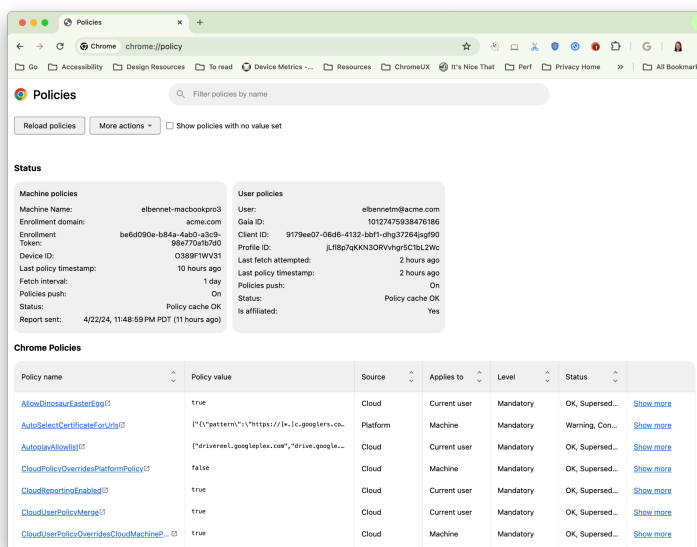 Policies
Chrome
chrome://policy
Go
Accessibility
Design Resources
To read
Device Metrics -...
Resources
ChromeUX
It's Nice That
Perf
Privacy Home
»
All Bookmark
Policies
Filter policies by name
Reload policies
More actions
Show policies with no value set
Status
Machine policies
Machine Name: elbennet-macbookpro3
Enrollment domain: acme.com
Enrollment Token: be6d090e-b84a-4ab0-a3c9-
98e770a1b7d0
Device ID: O389F1WV31
Last policy timestamp: 10 hours ago
Fetch interval: 1 day
Policies push: On
Status: Policy cache OK
Report sent: 4/22/24, 11:48:59 PM PDT (11 hours ago)
User policies
User: elbennetm@acme.com
Gaia ID: 10127475938476186
Client ID: 9179ee07-06d6-4132-bbf1-dhg37264jsgf90
Profile ID: jLfl8p7qKKN3ORVvhgr5C1bL2Wc
Last fetch attempted: 2 hours ago
Last policy timestamp: 2 hours ago
Policies push: On
Status: Policy cache OK
Is affiliated: Yes
Chrome Policies
Policy name Policy value Source Applies to Level Status
AllowDinosaurEasterEgg true Cloud Current user Mandatory OK, Supersed... Show more
AutoSelectCertificateForUrls ["{\"pattern\":\"https://[*.]c.googlers.co... Platform Machine Mandatory Warning, Con... Show more
AutoplayAllowlist ["drivereel.googleplex.com","drive.google.... Cloud Current user Mandatory OK, Supersed... Show more
CloudPolicyOverridesPlatformPolicy false Cloud Machine Mandatory OK, Supersed... Show more
CloudReportingEnabled true Cloud Current user Mandatory OK, Supersed... Show more
CloudUserPolicyMerge true Cloud Current user Mandatory OK, Supersed... Show more
CloudUserPolicyOverridesCloudMachineP... true Cloud Machine Mandatory OK, Supersed... Show more